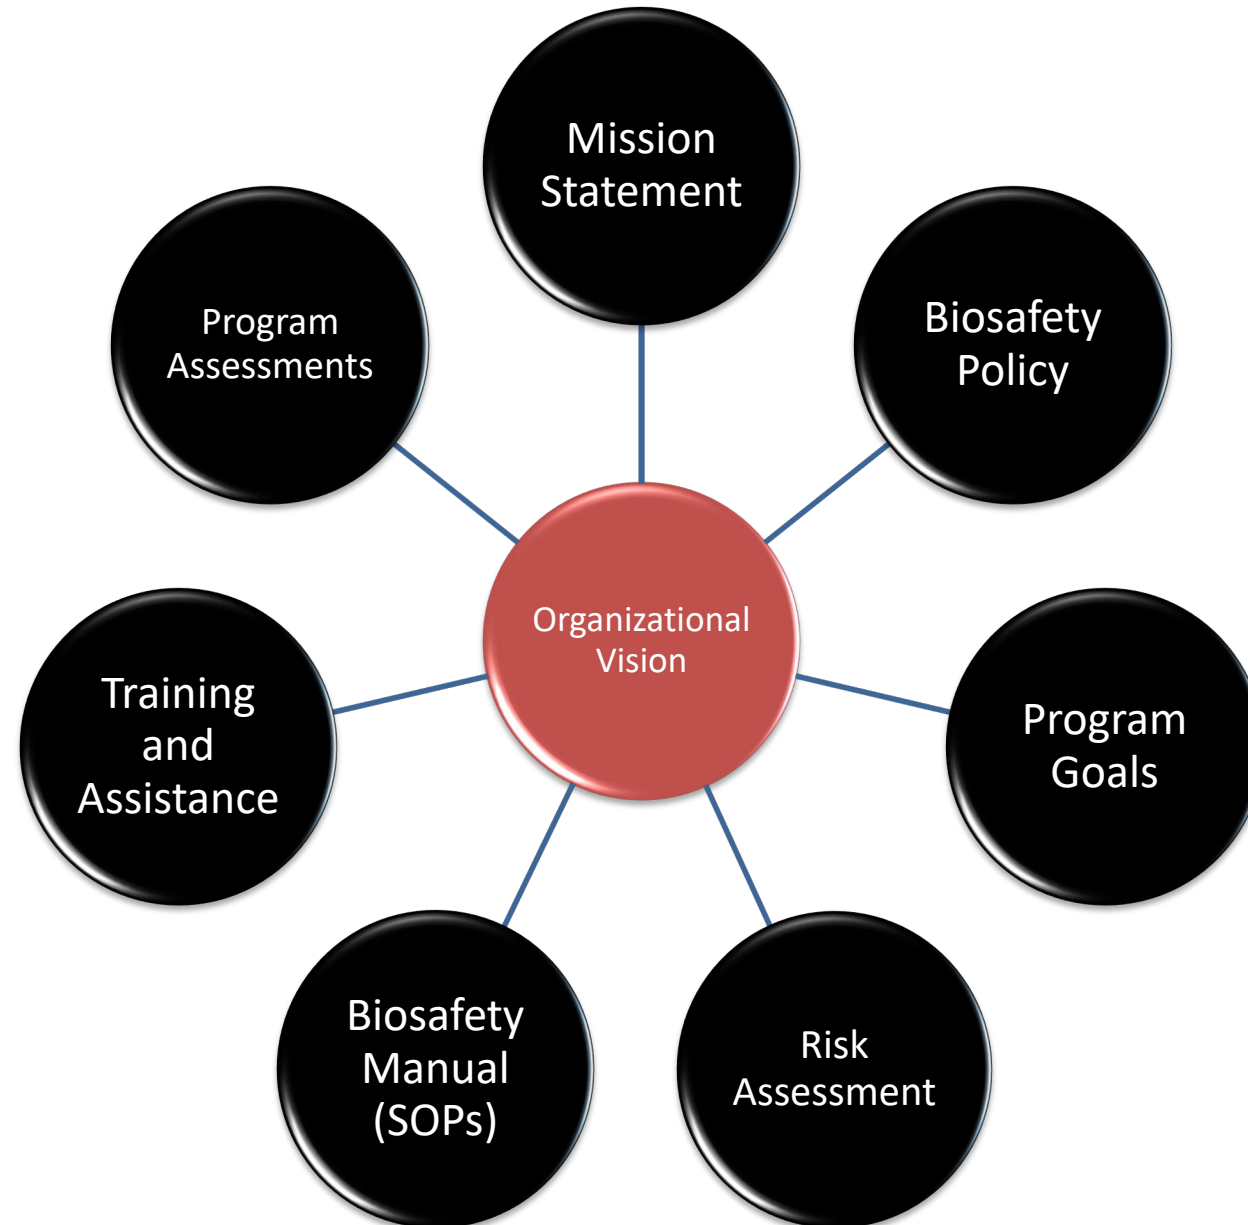 Mission
Statement
Biosafety
Policy
Program
Goals
Risk
Assessment
Biosafety
Manual
(SOPs)
Training
and
Assistance
Program
Assessments
Organizational
Vision